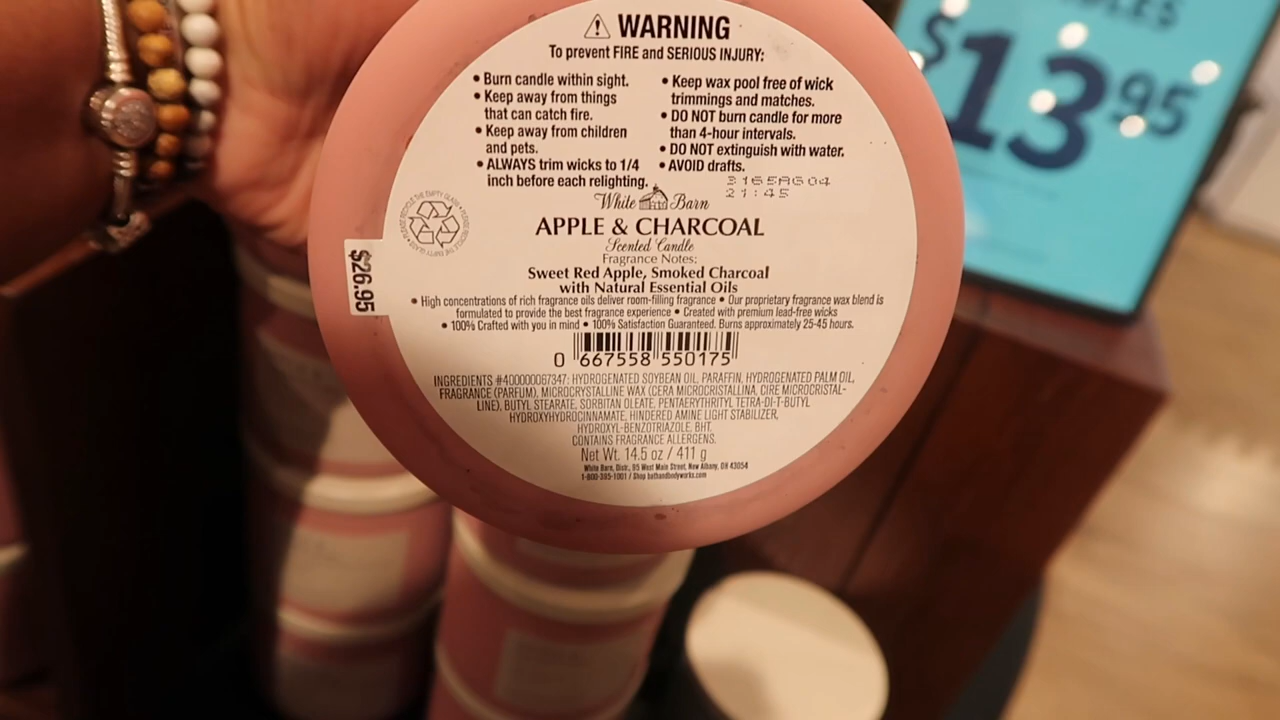 WARNING
To prevent FIRE and SERIOUS INJURY:
• Burn candle within sight.
• Keep away from things
that can catch fire.
• Keep away from children
and pets.
• ALWAYS trim wicks to 1/4
inch before each relighting.
• Keep wax pool free of wick
trimmings and matches.
• DO NOT burn candle for more
than 4-hour intervals.
• DO NOT extinguish with water.
• AVOID drafts.
3165AG04
21:45
White Barn
APPLE & CHARCOAL
Scented Candle
Fragrance Notes:
Sweet Red Apple, Smoked Charcoal
with Natural Essential Oils
• High concentrations of rich fragrance oils deliver room-filling fragrance • Our proprietary fragrance wax blend is
formulated to provide the best fragrance experience • Created with premium lead-free wicks
• 100% Crafted with you in mind • 100% Satisfaction Guaranteed. Burns approximately 25-45 hours.
0 667558 550175
INGREDIENTS #400000067347: HYDROGENATED SOYBEAN OIL, PARAFFIN, HYDROGENATED PALM OIL,
FRAGRANCE (PARFUM), MICROCRYSTALLINE WAX (CERA MICROCRISTALLINA, CIRE MICROCRISTAL-
LINE), BUTYL STEARATE, SORBITAN OLEATE, PENTAERYTHRITYL TETRA-DI-T-BUTYL
HYDROXYHYDROCINNAMATE, HINDERED AMINE LIGHT STABILIZER,
HYDROXYL-BENZOTRIAZOLE, BHT.
CONTAINS FRAGRANCE ALLERGENS.
Net Wt. 14.5 oz / 411 g
White Barn, Distr., 95 West Main Street, New Albany, OH 43054
1-800-395-1001 / Shop bathandbodyworks.com
$26.95
PLEASE RECYCLE THE EMPTY GLASS •
$13.95